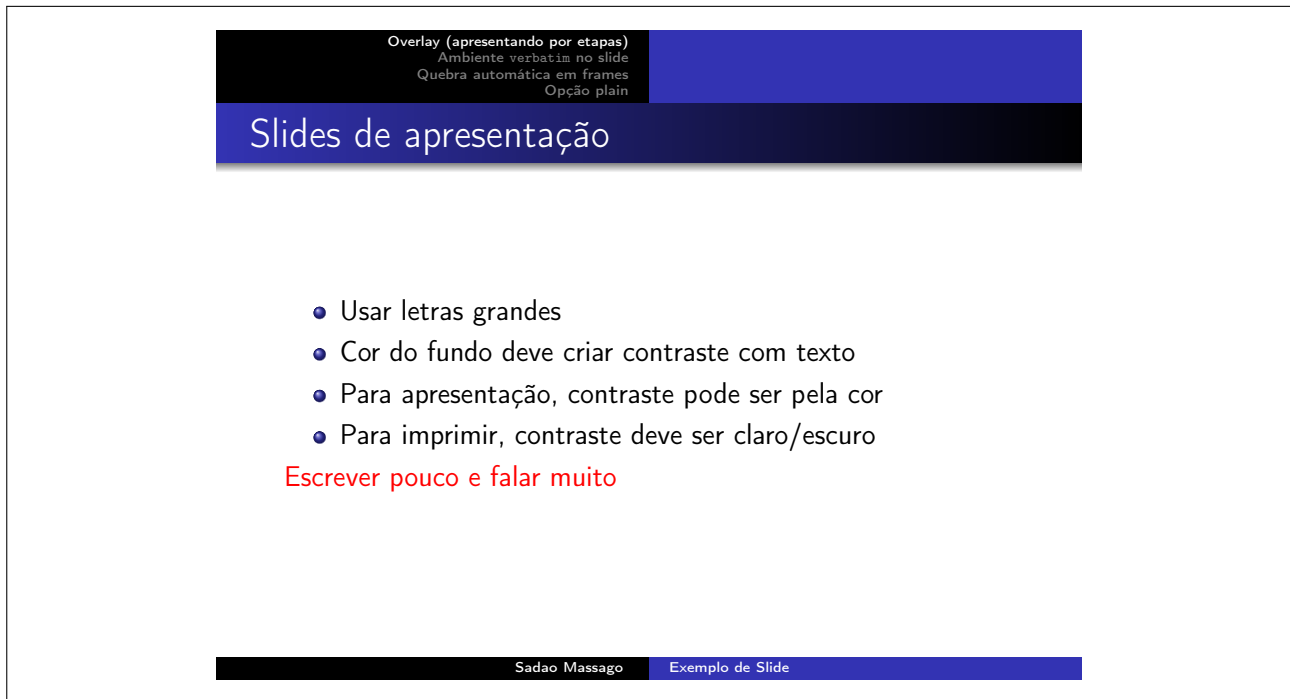 Overlay (apresentando por etapas)
Ambiente verbatim no slide
Quebra automática em frames
Opção plain
Slides de apresentação
Usar letras grandes
Cor do fundo deve criar contraste com texto
Para apresentação, contraste pode ser pela cor
Para imprimir, contraste deve ser claro/escuro
Escrever pouco e falar muito
Sadao Massago
Exemplo de Slide